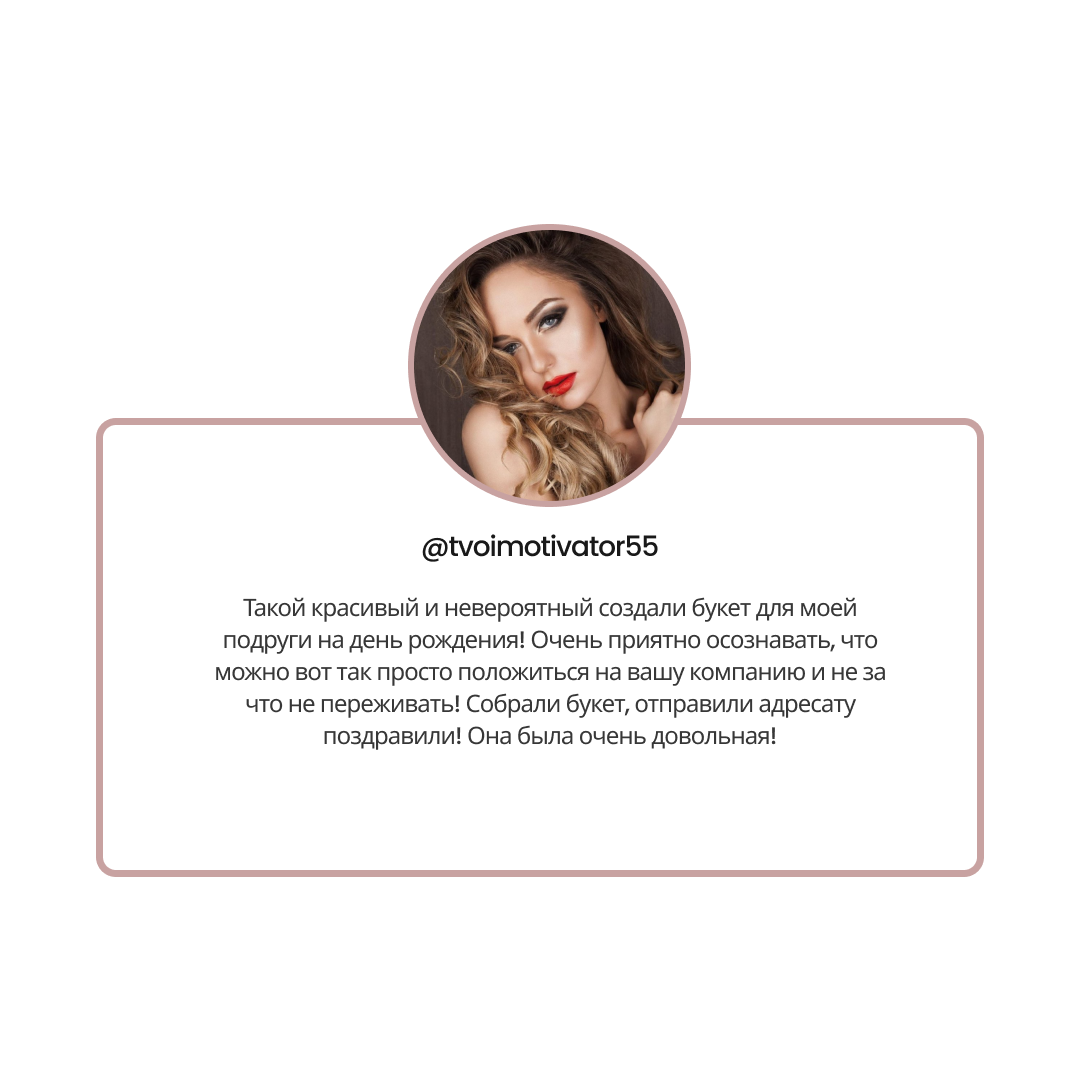 @tvoimotivator55
Такой красивый и невероятный создали букет для моей
подруги на день рождения! Очень приятно осознавать, что
можно вот так просто положиться на вашу компанию и не за
что не переживать! Собрали букет, отправили адресату
поздравили! Она была очень довольная!